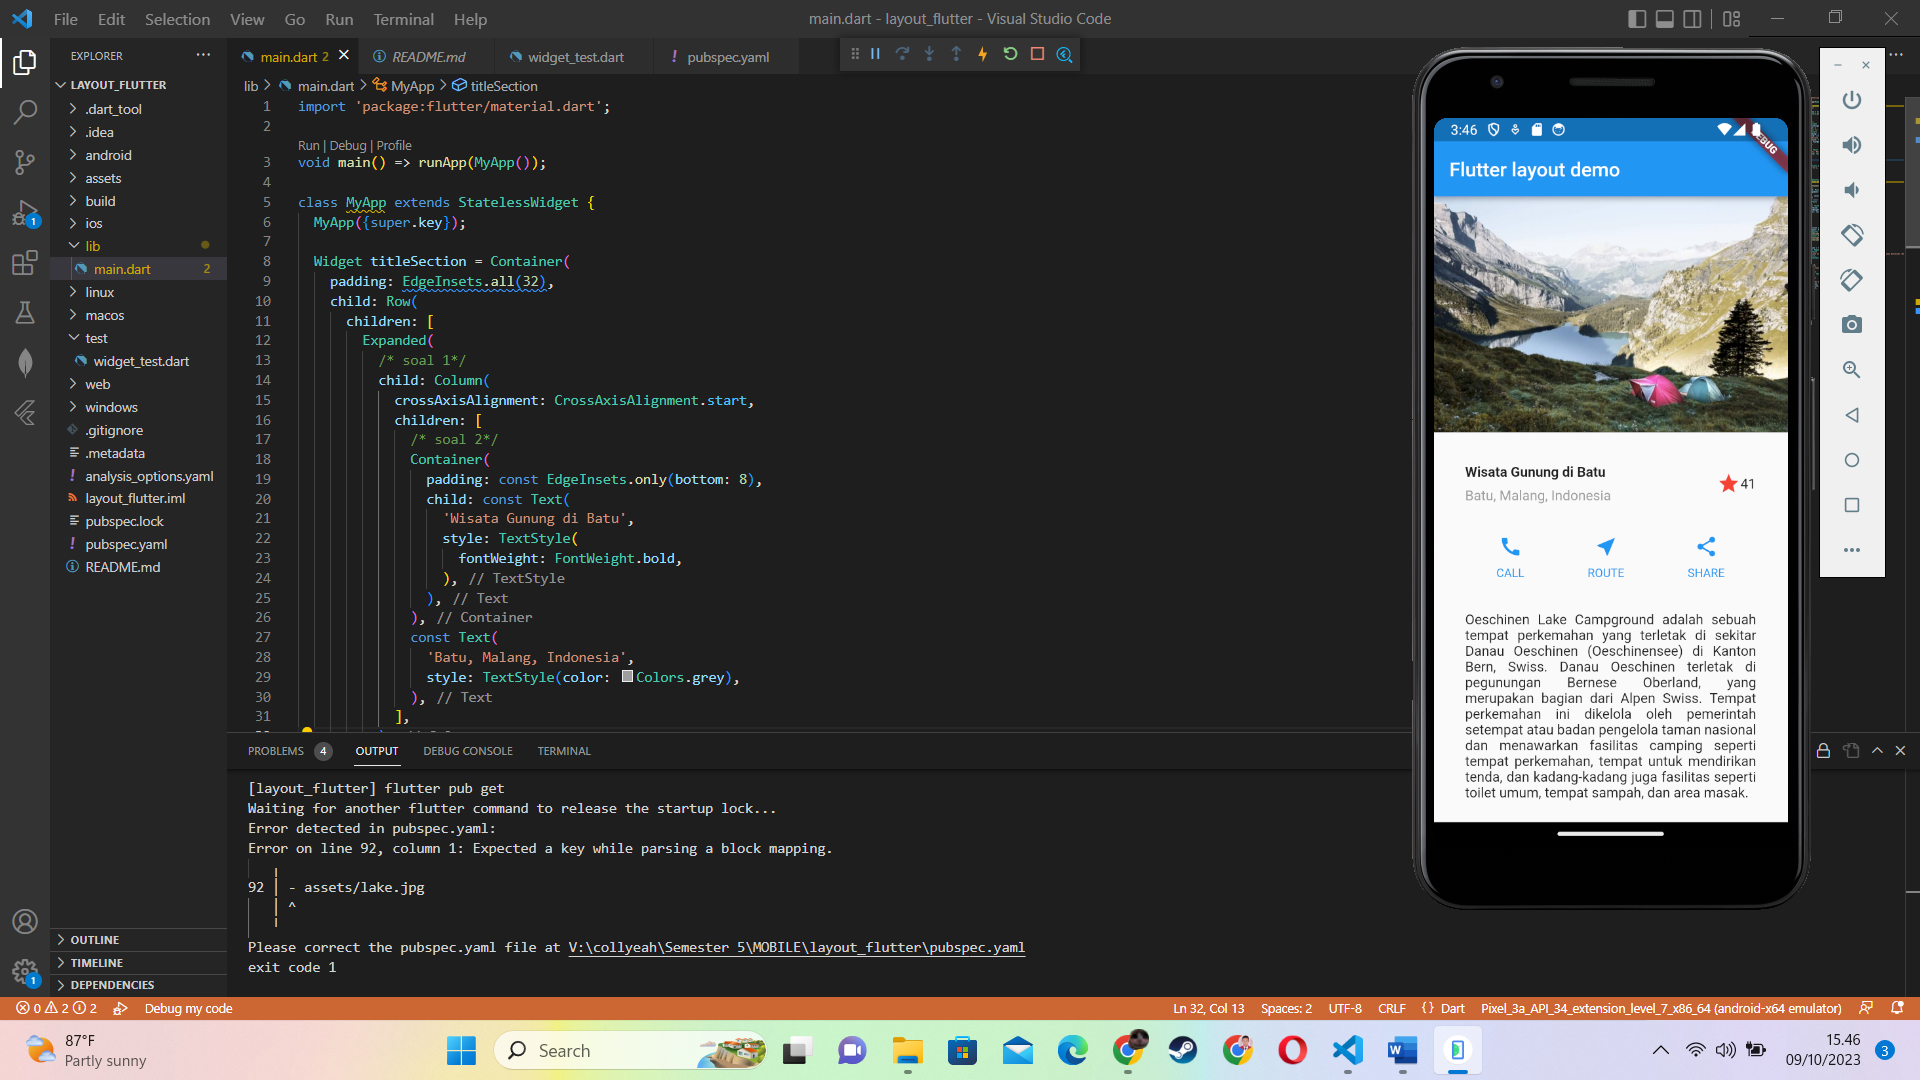 File Edit Selection View Go Run Terminal Help
main.dart - layout_flutter - Visual Studio Code
EXPLORER
LAYOUT_FLUTTER
.dart_tool
.idea
android
assets
build
ios
lib
main.dart 2
linux
macos
test
widget_test.dart
web
windows
.gitignore
.metadata
analysis_options.yaml
layout_flutter.iml
pubspec.lock
pubspec.yaml
README.md
OUTLINE
TIMELINE
DEPENDENCIES
1
1
main.dart 2
README.md
widget_test.dart
pubspec.yaml
lib > main.dart > MyApp > titleSection
1 import 'package:flutter/material.dart';
2
Run | Debug | Profile
3 void main() => runApp(MyApp());
4
5 class MyApp extends StatelessWidget {
6 MyApp({super.key});
7
8 Widget titleSection = Container(
9 padding: EdgeInsets.all(32),
10 child: Row(
11 children: [
12 Expanded(
13 /* soal 1*/
14 child: Column(
15 crossAxisAlignment: CrossAxisAlignment.start,
16 children: [
17 /* soal 2*/
18 Container(
19 padding: const EdgeInsets.only(bottom: 8),
20 child: const Text(
21 'Wisata Gunung di Batu',
22 style: TextStyle(
23 fontWeight: FontWeight.bold,
24 ), // TextStyle
25 ), // Text
26 ), // Container
27 const Text(
28 'Batu, Malang, Indonesia',
29 style: TextStyle(color: Colors.grey),
30 ), // Text
31 ],
PROBLEMS 4 OUTPUT DEBUG CONSOLE TERMINAL
[layout_flutter] flutter pub get
Waiting for another flutter command to release the startup lock...
Error detected in pubspec.yaml:
Error on line 92, column 1: Expected a key while parsing a block mapping.
92 │ - assets/lake.jpg
│ ^
Please correct the pubspec.yaml file at V:\collyeah\Semester 5\MOBILE\layout_flutter\pubspec.yaml
exit code 1
3:46
Flutter layout demo
Wisata Gunung di Batu
Batu, Malang, Indonesia
41
CALL ROUTE SHARE
Oeschinen Lake Campground adalah sebuah
tempat perkemahan yang terletak di sekitar
Danau Oeschinen (Oeschinensee) di Kanton
Bern, Swiss. Danau Oeschinen terletak di
pegunungan Bernese Oberland, yang
merupakan bagian dari Alpen Swiss. Tempat
perkemahan ini dikelola oleh pemerintah
setempat atau badan pengelola taman nasional
dan menawarkan fasilitas camping seperti
tempat perkemahan, tempat untuk mendirikan
tenda, dan kadang-kadang juga fasilitas seperti
toilet umum, tempat sampah, dan area masak.
0 2 2 Debug my code
Ln 32, Col 13 Spaces: 2 UTF-8 CRLF {} Dart Pixel_3a_API_34_extension_level_7_x86_64 (android-x64 emulator)
87°F
Partly sunny
Search
15.46
09/10/2023
3